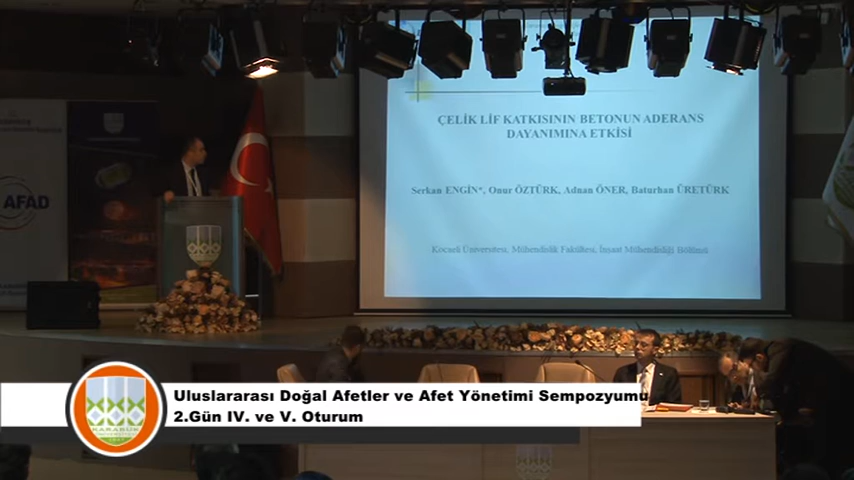 ÇELİK LİF KATKISININ BETONUN ADERANS
DAYANIMINA ETKİSİ
Serkan ENGİN*, Onur ÖZTÜRK, Adnan ÖNER, Baturhan ÜRETÜRK
Kocaeli Üniversitesi, Mühendislik Fakültesi, İnşaat Mühendisliği Bölümü
AFAD
Uluslararası Doğal Afetler ve Afet Yönetimi Sempozyumu
2.Gün IV. ve V. Oturum
KARABÜK